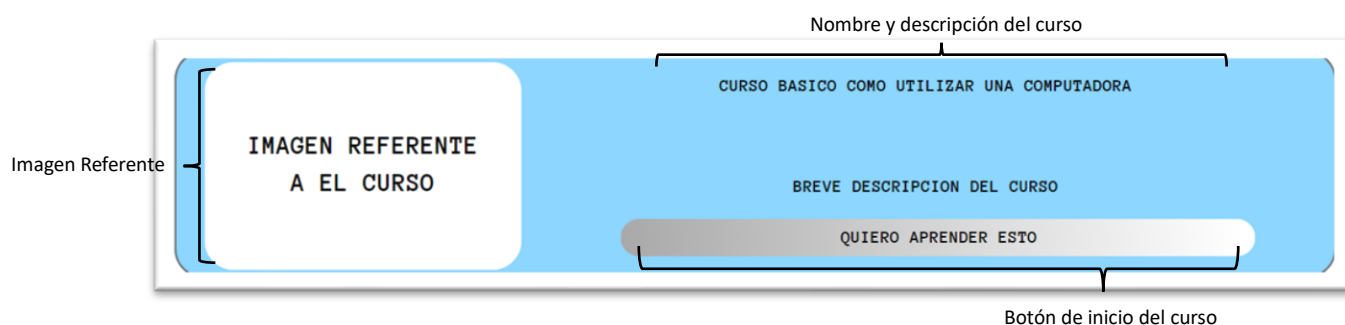 Nombre y descripción del curso
CURSO BASICO COMO UTILIZAR UNA COMPUTADORA
Imagen Referente
IMAGEN REFERENTE
A EL CURSO
BREVE DESCRIPCION DEL CURSO
QUIERO APRENDER ESTO
Botón de inicio del curso